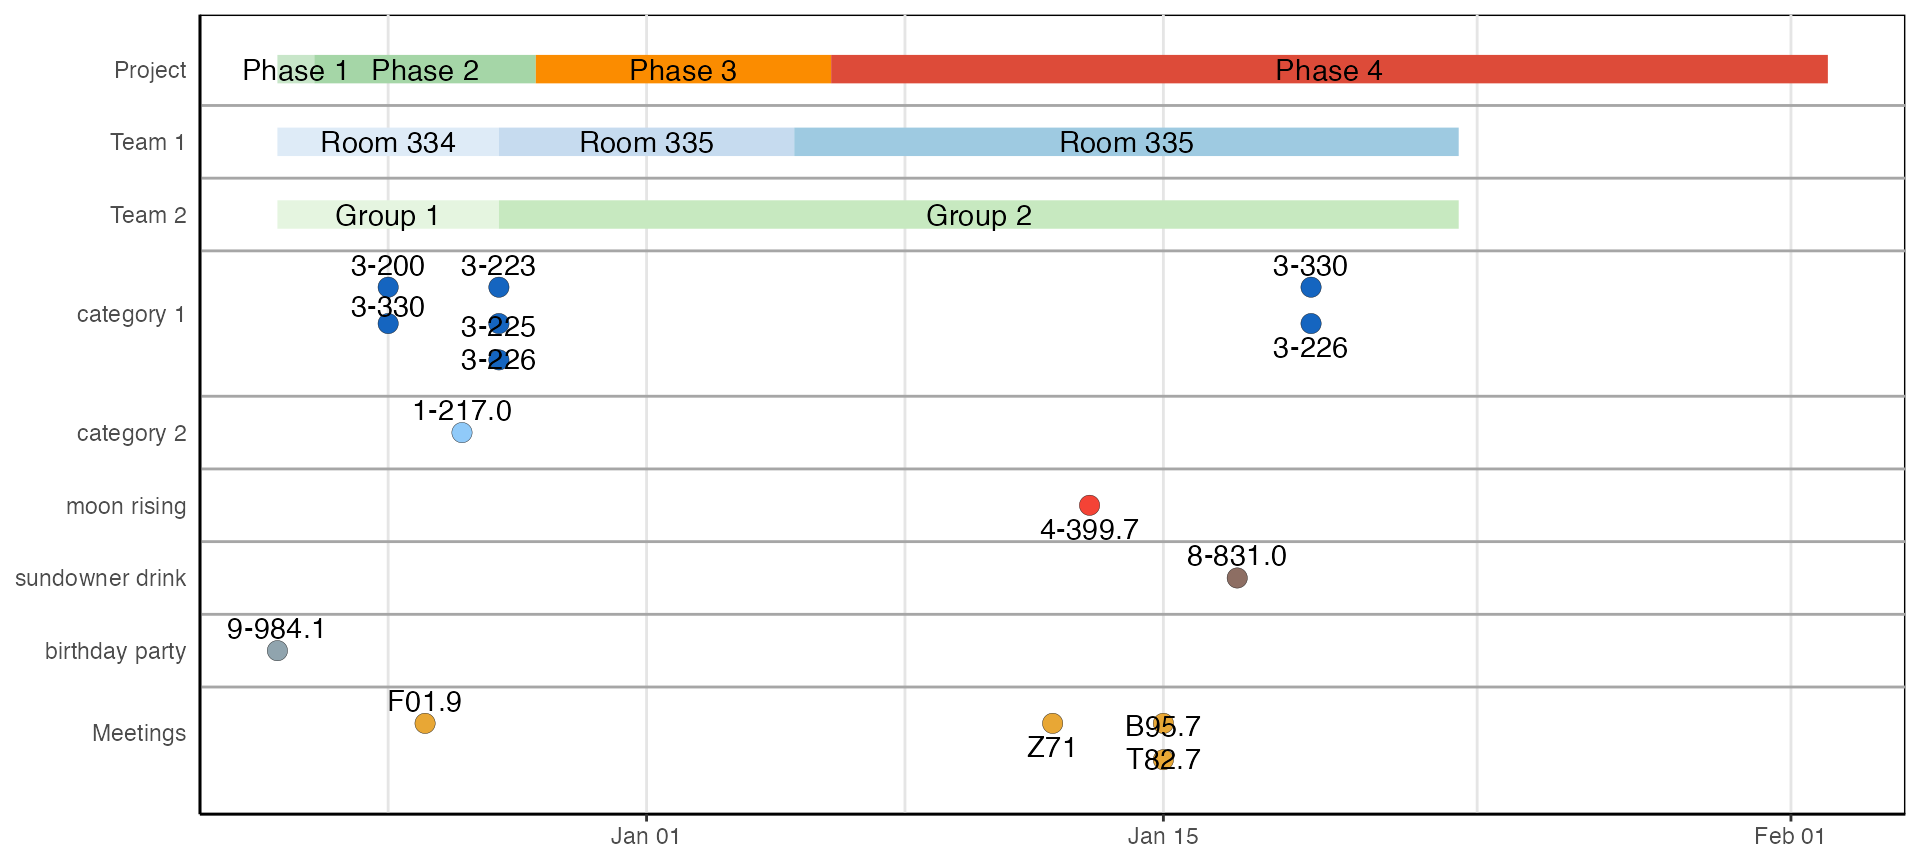 Project
Phase 1 Phase 2 Phase 3 Phase 4
Team 1
Room 334 Room 335 Room 335
Team 2
Group 1 Group 2
category 1
3-200 3-223 3-330
3-330
3-225
3-226
3-226
category 2
1-217.0
moon rising
4-399.7
sundowner drink
8-831.0
birthday party
9-984.1
Meetings
F01.9
Z71
B95.7
T82.7
Jan 01 Jan 15 Feb 01